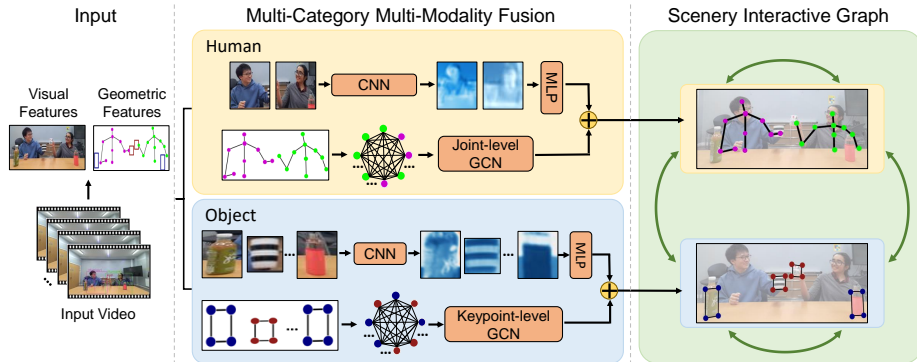 Input
Multi-Category Multi-Modality Fusion
Scenery Interactive Graph
Visual
Features
Geometric
Features
Input Video
Human
CNN
MLP
Joint-level
GCN
Object
CNN
MLP
Keypoint-level
GCN